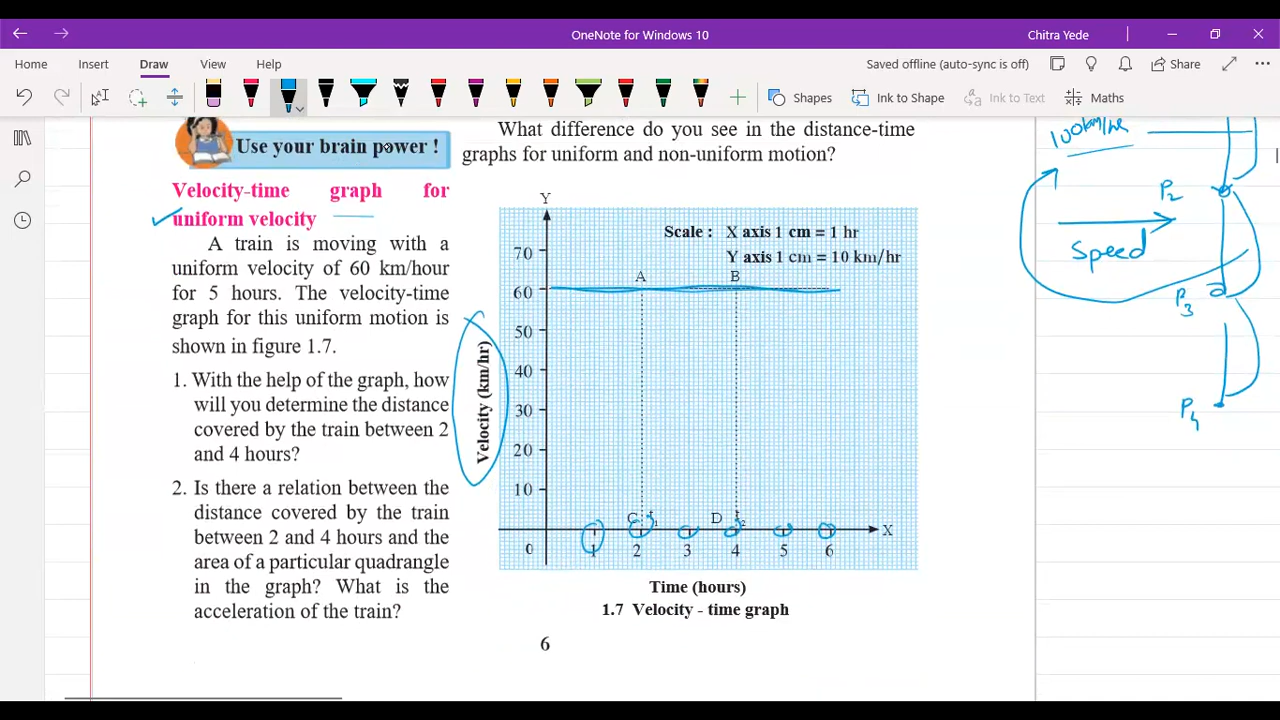 OneNote for Windows 10
Chitra Yede
Home
Insert
Draw
View
Help
Saved offline (auto-sync is off)
Share
Shapes
Ink to Shape
Ink to Text
Maths
Use your brain power !
Velocity-time graph for
uniform velocity
A train is moving with a
uniform velocity of 60 km/hour
for 5 hours. The velocity-time
graph for this uniform motion is
shown in figure 1.7.
1. With the help of the graph, how
will you determine the distance
covered by the train between 2
and 4 hours?
2. Is there a relation between the
distance covered by the train
between 2 and 4 hours and the
area of a particular quadrangle
in the graph? What is the
acceleration of the train?
What difference do you see in the distance-time
graphs for uniform and non-uniform motion?
Y
Scale : X axis 1 cm = 1 hr
Y axis 1 cm = 10 km/hr
A B
70
60
50
40
30
20
10
0
Velocity (km/hr)
C t1 D t2
X
1 2 3 4 5 6
Time (hours)
1.7 Velocity - time graph
6
100km/hr
P2
Speed
P3
P4